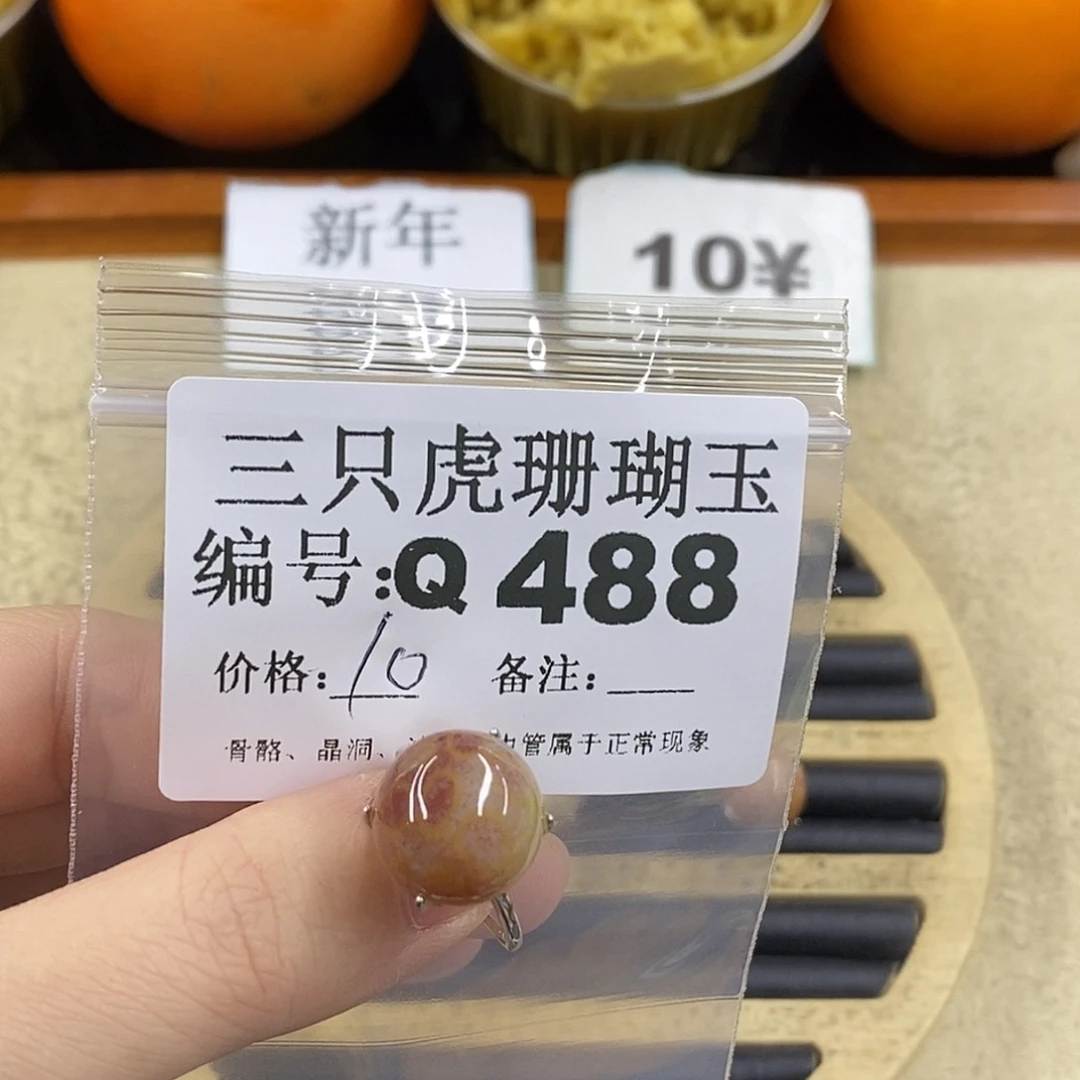 新年
10¥
三只虎珊瑚玉
编号:Q 488
价格:10 备注:
骨骼、晶洞、 管属于正常现象